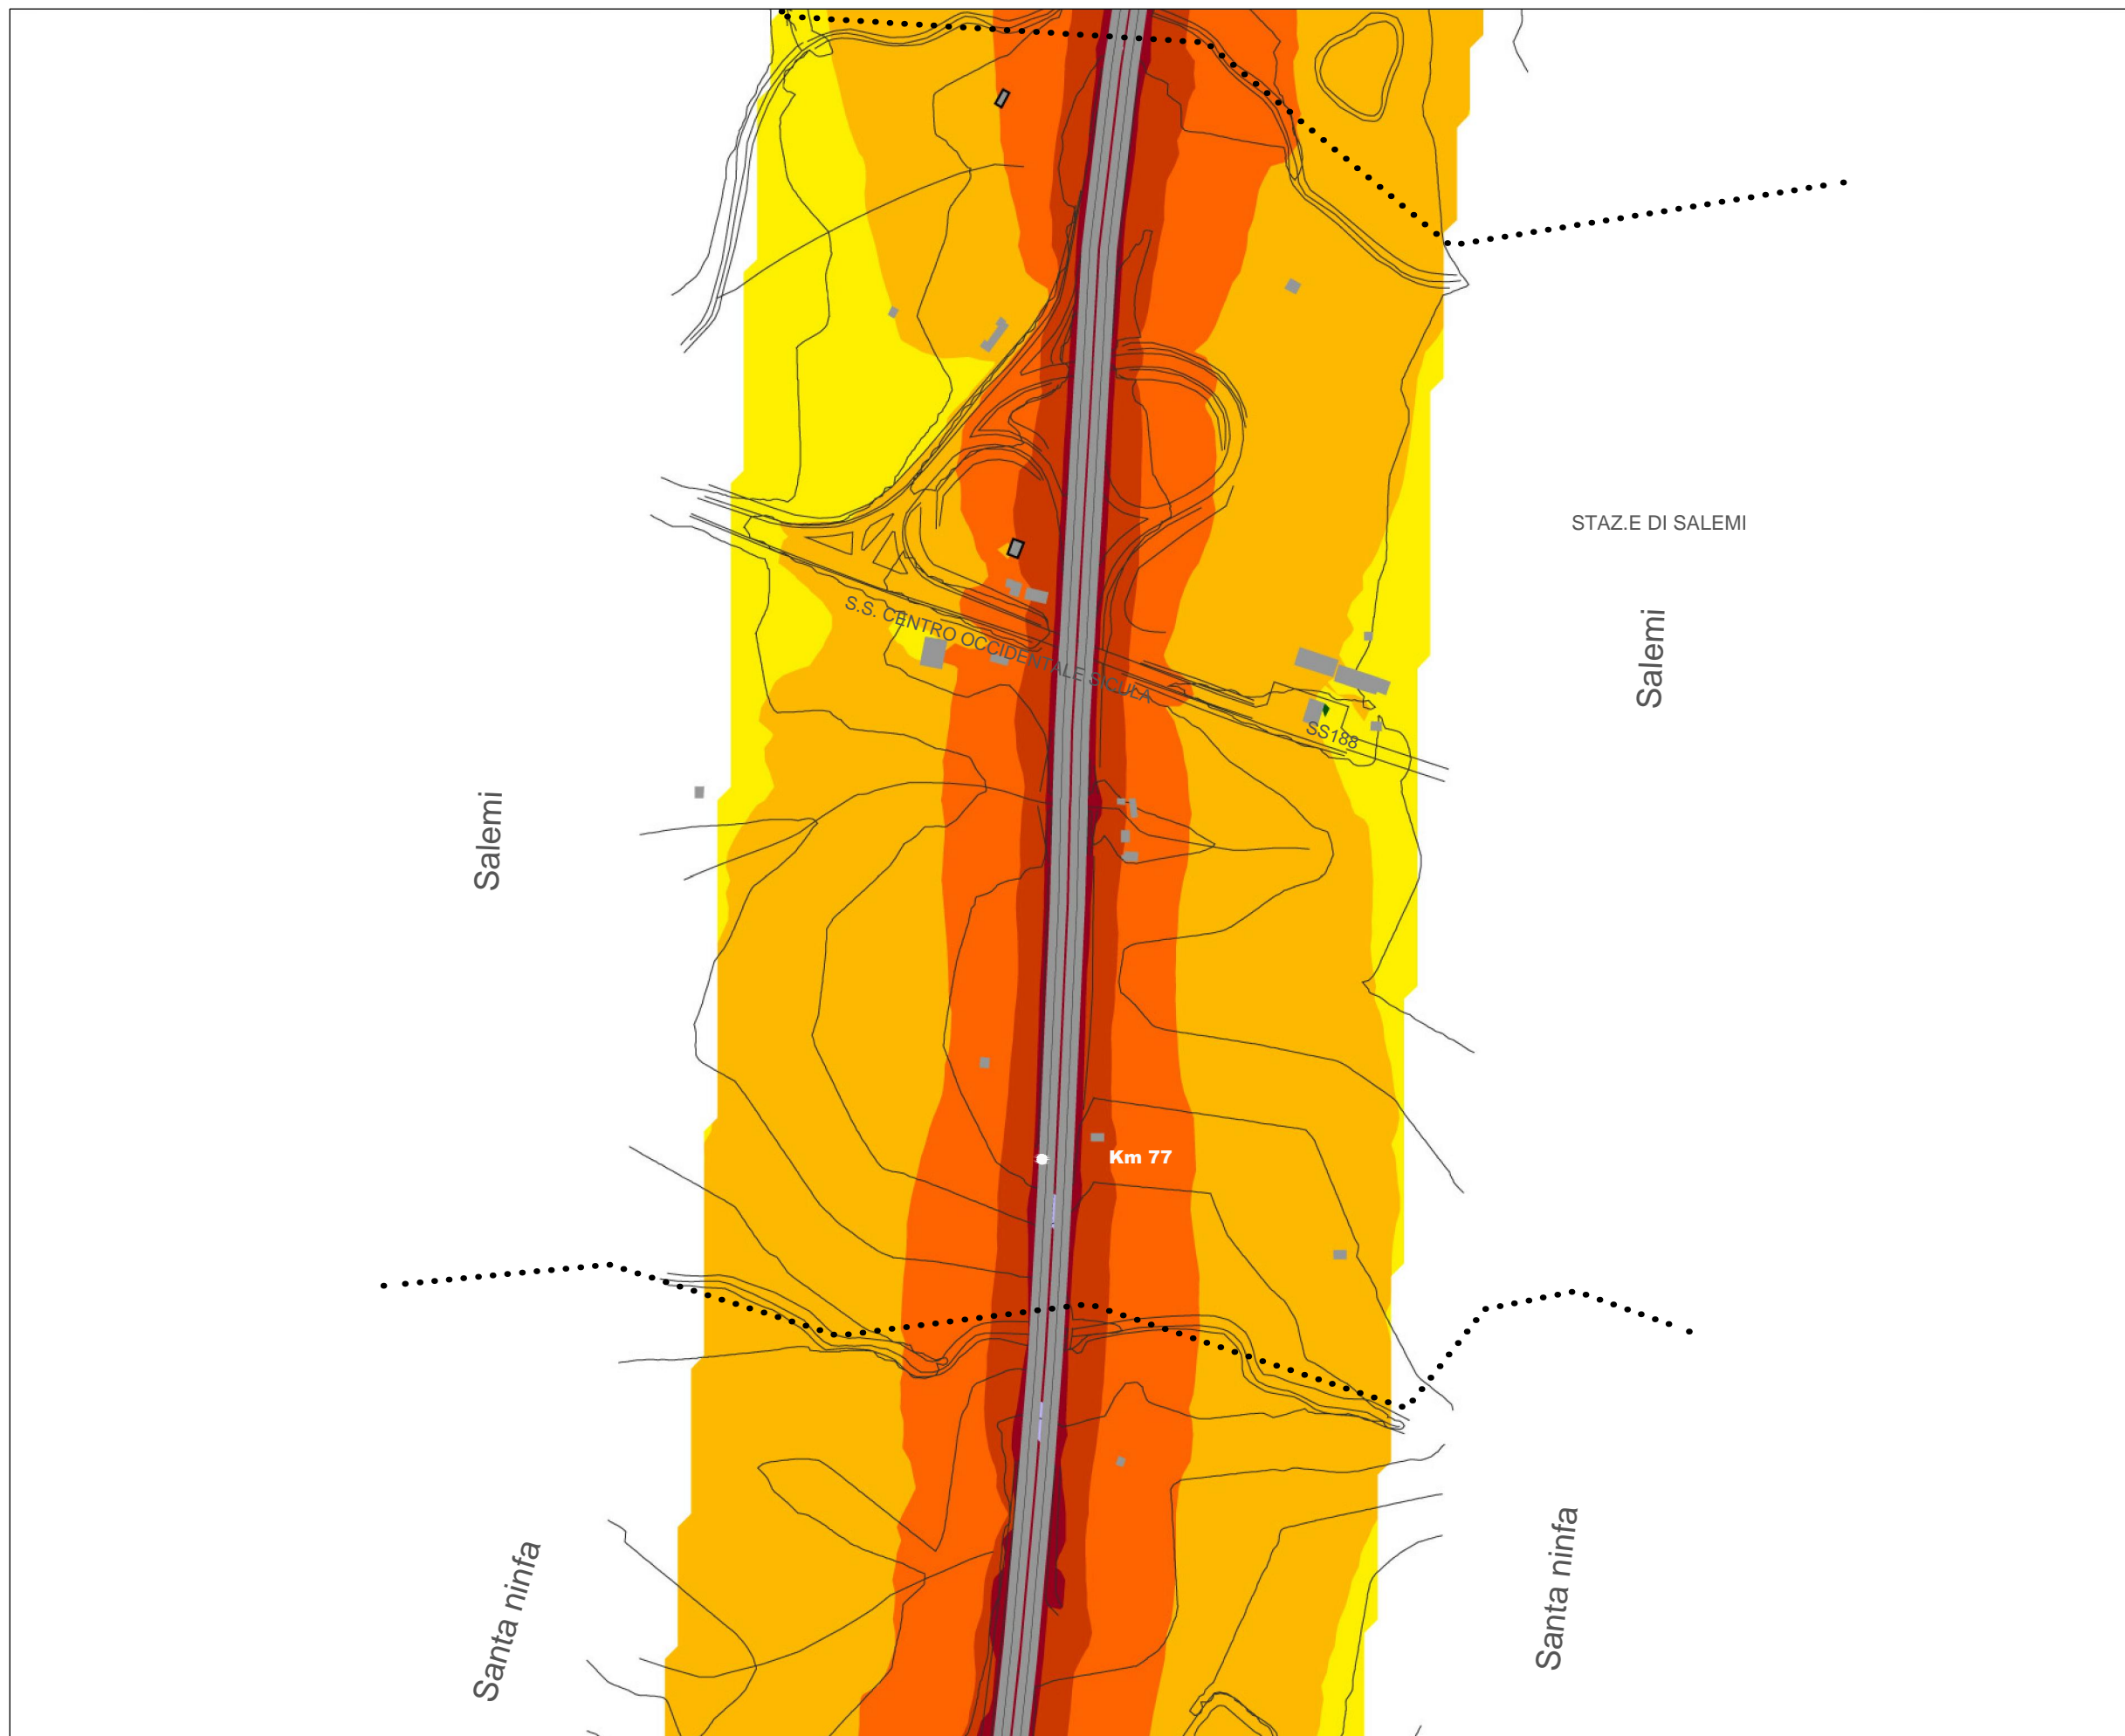 STAZ.E DI SALEMI
S.S. CENTRO OCCIDENTALE SICULA
Salemi
SS188
Salemi
Km 77
Santa ninfa
Santa ninfa